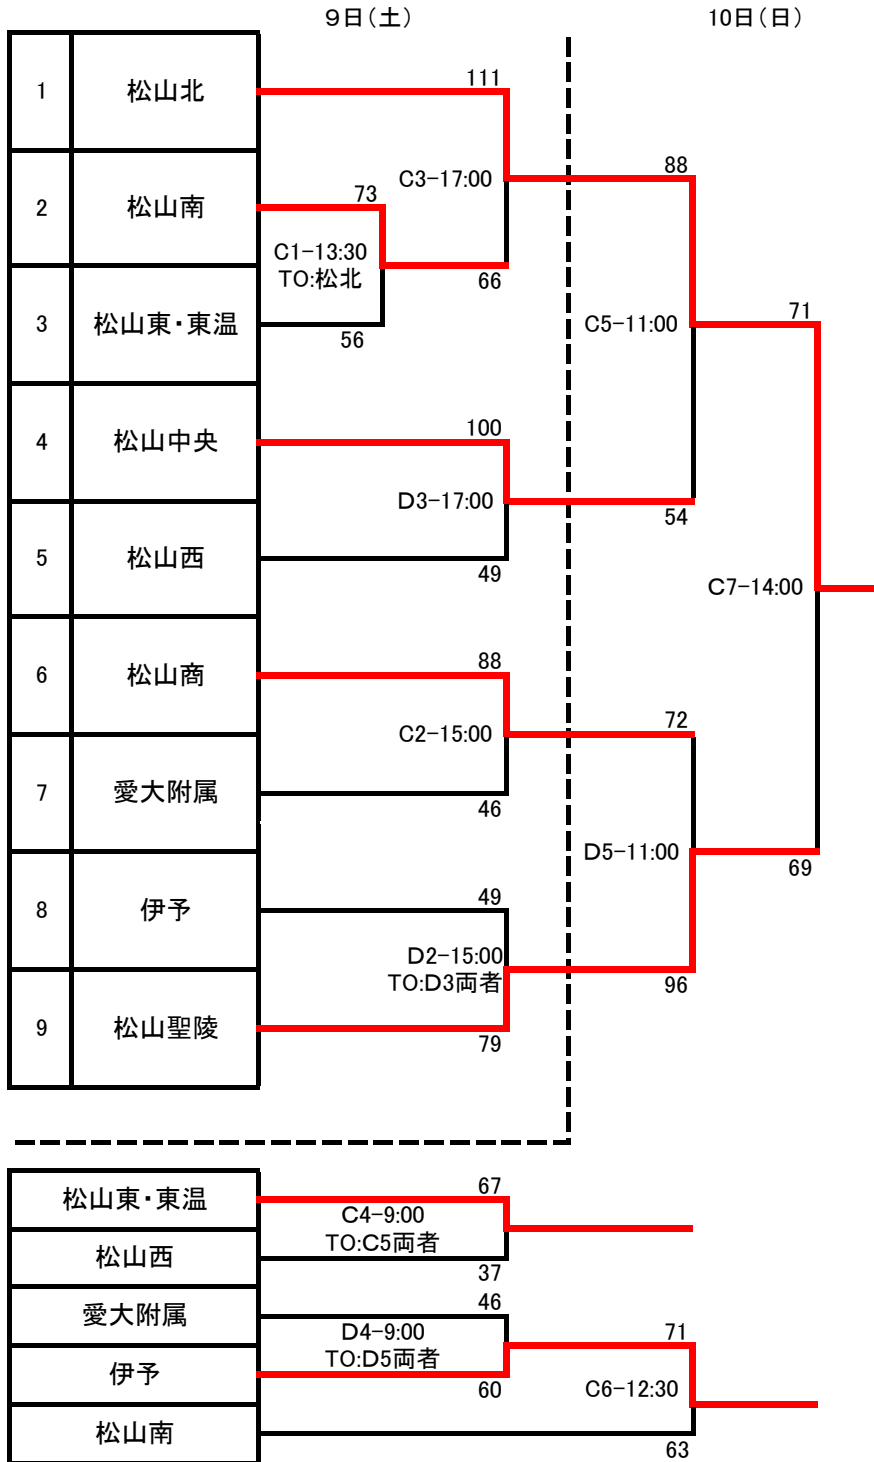 9日(土)
10日(日)
1 松山北
111
C3-17:00
88
2 松山南
73
C1-13:30
TO:松北
66
3 松山東・東温
56
C5-11:00
71
4 松山中央
100
D3-17:00
54
5 松山西
49
C7-14:00
6 松山商
88
C2-15:00
72
7 愛大附属
46
D5-11:00
69
8 伊予
49
D2-15:00
TO:D3両者
96
9 松山聖陵
79
松山東・東温
67
C4-9:00
TO:C5両者
松山西
37
愛大附属
46
D4-9:00
TO:D5両者
71
伊予
60
C6-12:30
松山南
63